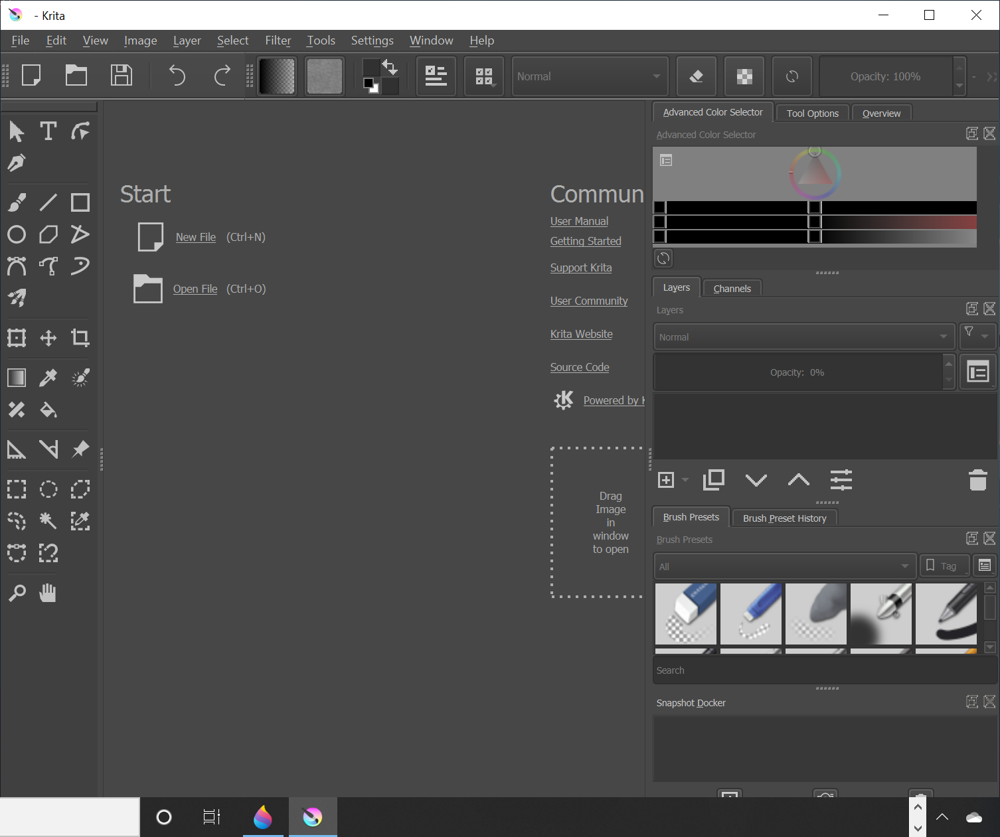 - Krita
File Edit View Image Layer Select Filter Tools Settings Window Help
Normal
Opacity: 100%
Advanced Color Selector Tool Options Overview
Advanced Color Selector
Start
New File (Ctrl+N)
Open File (Ctrl+O)
Commun
User Manual
Getting Started
Support Krita
User Community
Krita Website
Source Code
Powered by K
Drag
Image
in
window
to open
Layers Channels
Layers
Normal
Opacity: 0%
Brush Presets Brush Preset History
Brush Presets
All
Tag
Search
Snapshot Docker